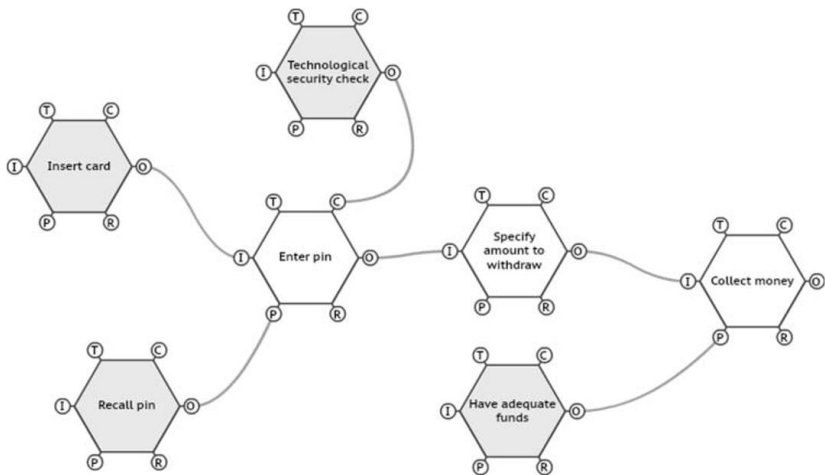 T C
Technological
security check
I O
P R
T C
Insert card
I O
P R
T C
Enter pin
I O
P R
T C
Specify
amount to
withdraw
I O
P R
T C
Collect money
I O
P R
T C
Recall pin
I O
P R
T C
Have adequate
funds
I O
P R